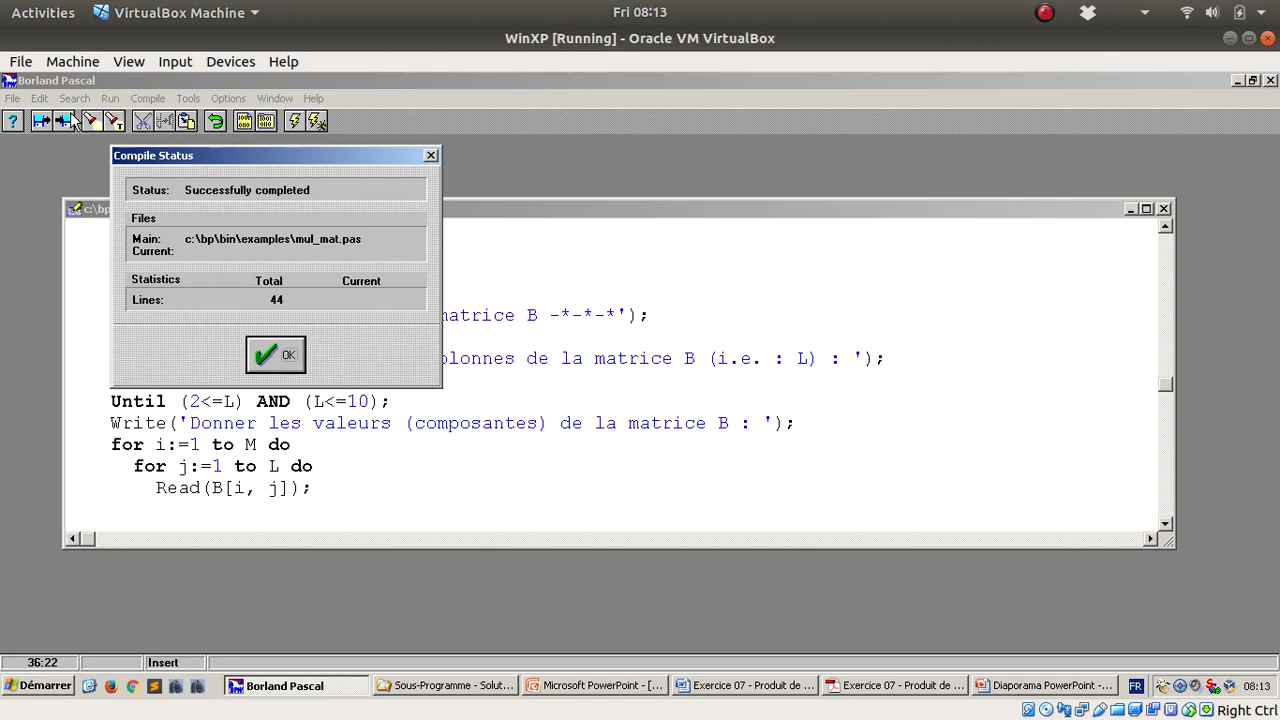 Activities VirtualBox Machine Fri 08:13
WinXP [Running] - Oracle VM VirtualBox
File Machine View Input Devices Help
Borland Pascal
File Edit Search Run Compile Tools Options Window Help
Compile Status
Status: Successfully completed
c:\bp
Files
Main: c:\bp\bin\examples\mul_mat.pas
Current:
Statistics Total Current
Lines: 44
OK
matrice B -*-*-*');
olonnes de la matrice B (i.e. : L) : ');
Until (2<=L) AND (L<=10);
Write('Donner les valeurs (composantes) de la matrice B : ');
for i:=1 to M do
for j:=1 to L do
Read(B[i, j]);
36:22 Insert
Démarrer Borland Pascal Sous-Programme - Solut... Microsoft PowerPoint - [... Exercice 07 - Produit de ... Exercice 07 - Produit de ... Diaporama PowerPoint -... FR 08:13
Right Ctrl